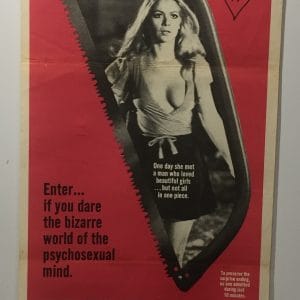 One day she met
a man who loved
beautiful girls
...but not all
in one piece.
Enter...
if you dare
the bizarre
world of the
psychosexual
mind.
To preserve the
surprise ending,
no one admitted
during last
10 minutes.